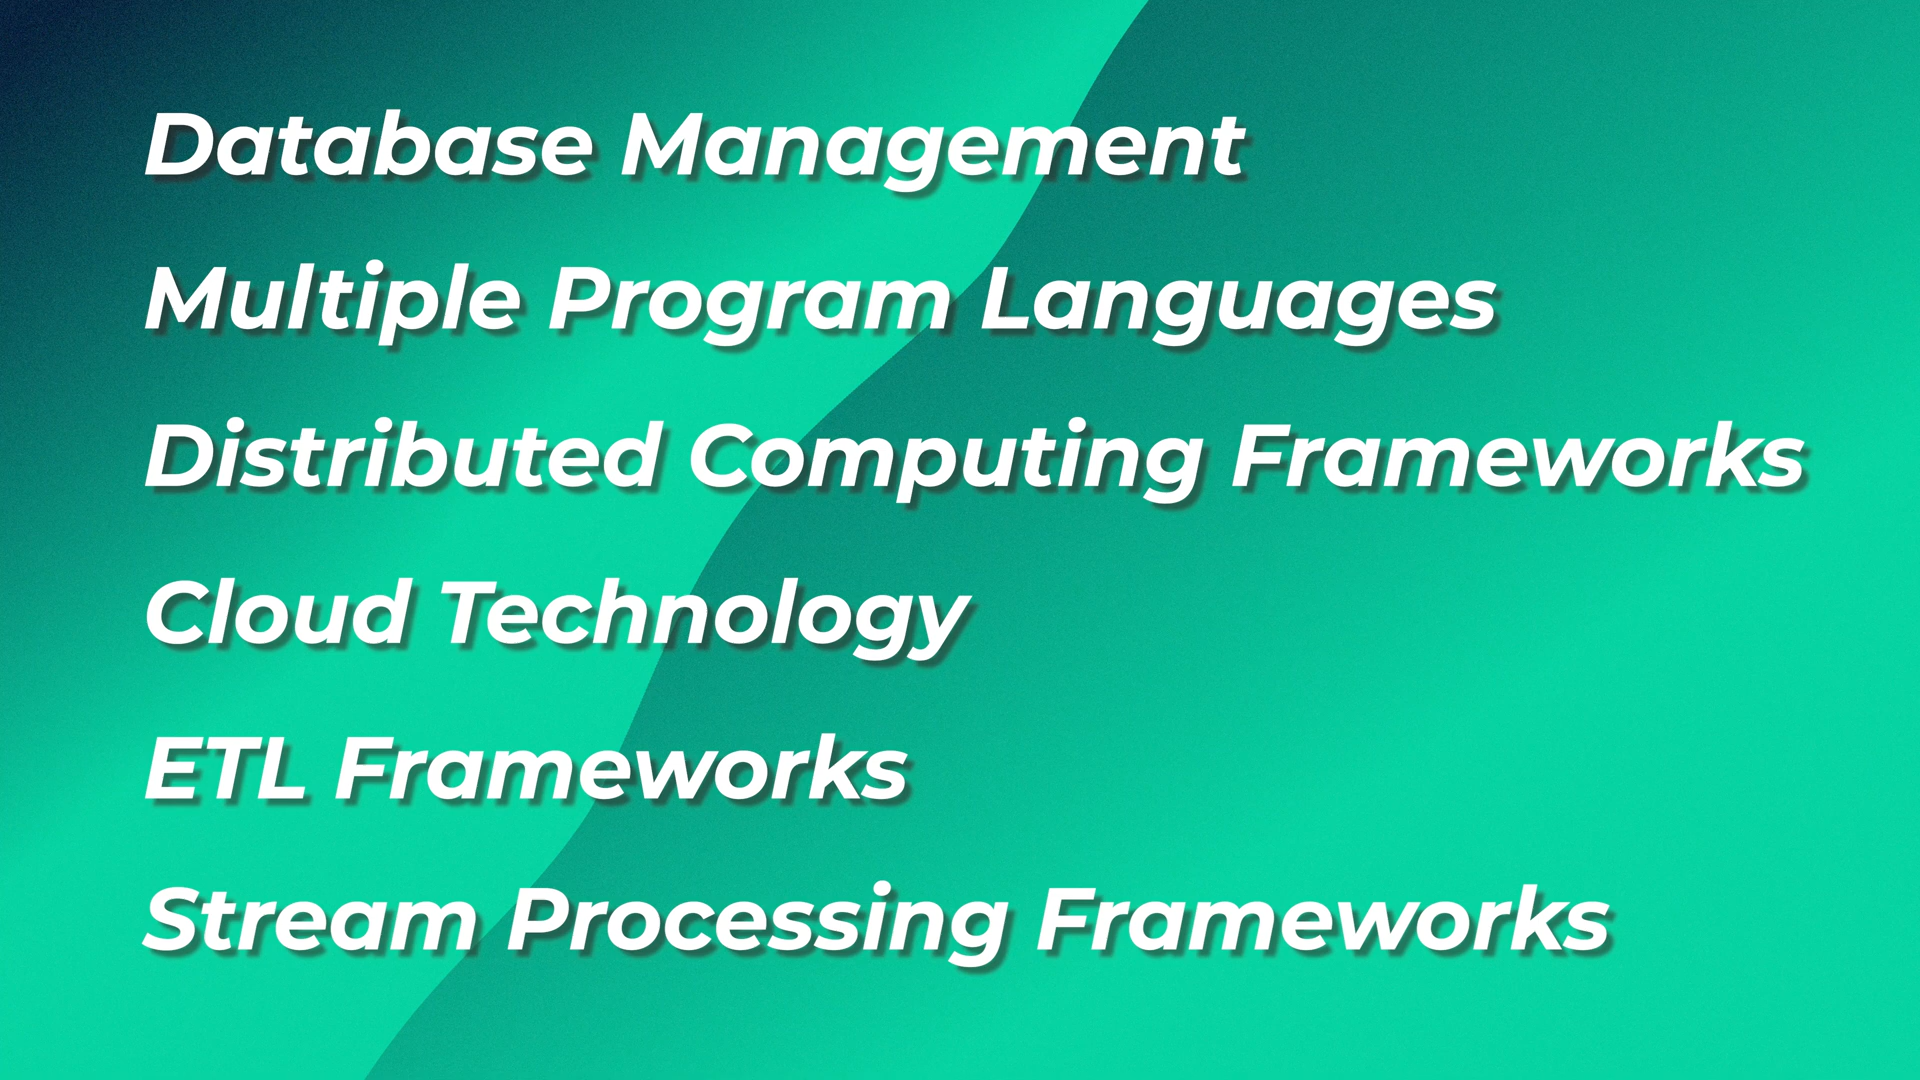 Database Management
Multiple Program Languages
Distributed Computing Frameworks
Cloud Technology
ETL Frameworks
Stream Processing Frameworks